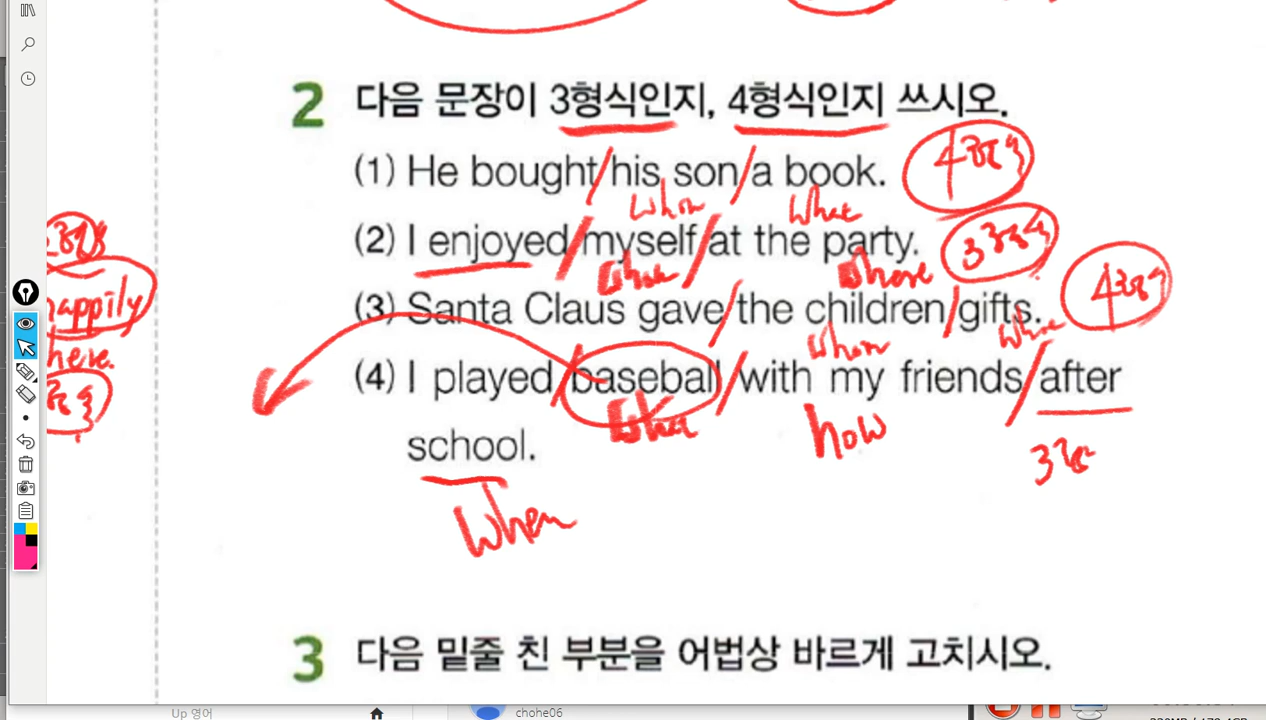 2 다음 문장이 3형식인지, 4형식인지 쓰시오.
(1) He bought/his son/a book. 4형식
whom what
(2) I enjoyed/myself/at the party. 3형식
what where
(3) Santa Claus gave/the children/gifts. 4형식
whom what
(4) I played/baseball/with my friends/after
what how 3형식
school.
when
happily
here.
3 다음 밑줄 친 부분을 어법상 바르게 고치시오.
Up 영어
chohe06